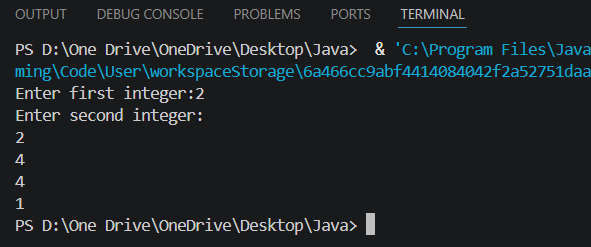 OUTPUT DEBUG CONSOLE PROBLEMS PORTS TERMINAL
PS D:\One Drive\OneDrive\Desktop\Java>  & 'C:\Program Files\Java
ming\Code\User\workspaceStorage\6a466cc9abf4414084042f2a52751daa
Enter first integer:2
Enter second integer:
2
4
4
1
PS D:\One Drive\OneDrive\Desktop\Java>